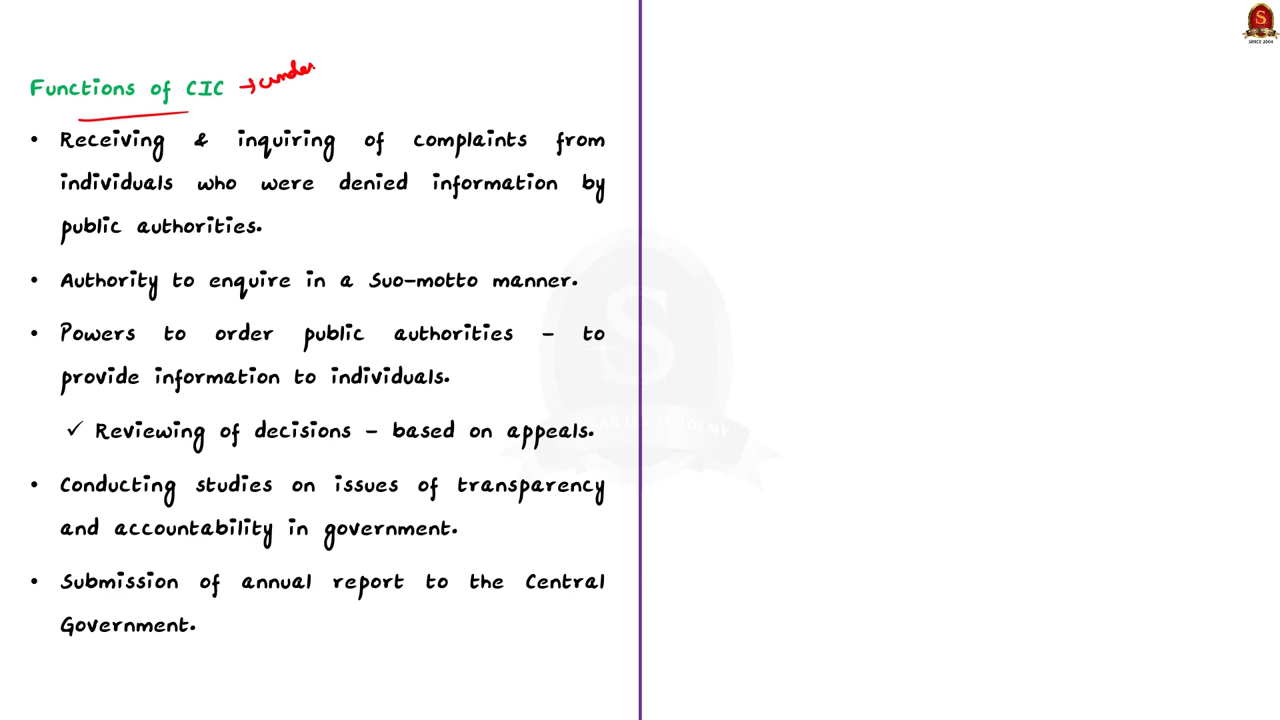 Functions of CIC → under
• Receiving & inquiring of complaints from
individuals who were denied information by
public authorities.
• Authority to enquire in a Suo-motto manner.
• Powers to order public authorities – to
provide information to individuals.
✓ Reviewing of decisions – based on appeals.
• Conducting studies on issues of transparency
and accountability in government.
• Submission of annual report to the Central
Government.
S
SINCE 2004
S
ACADEMY